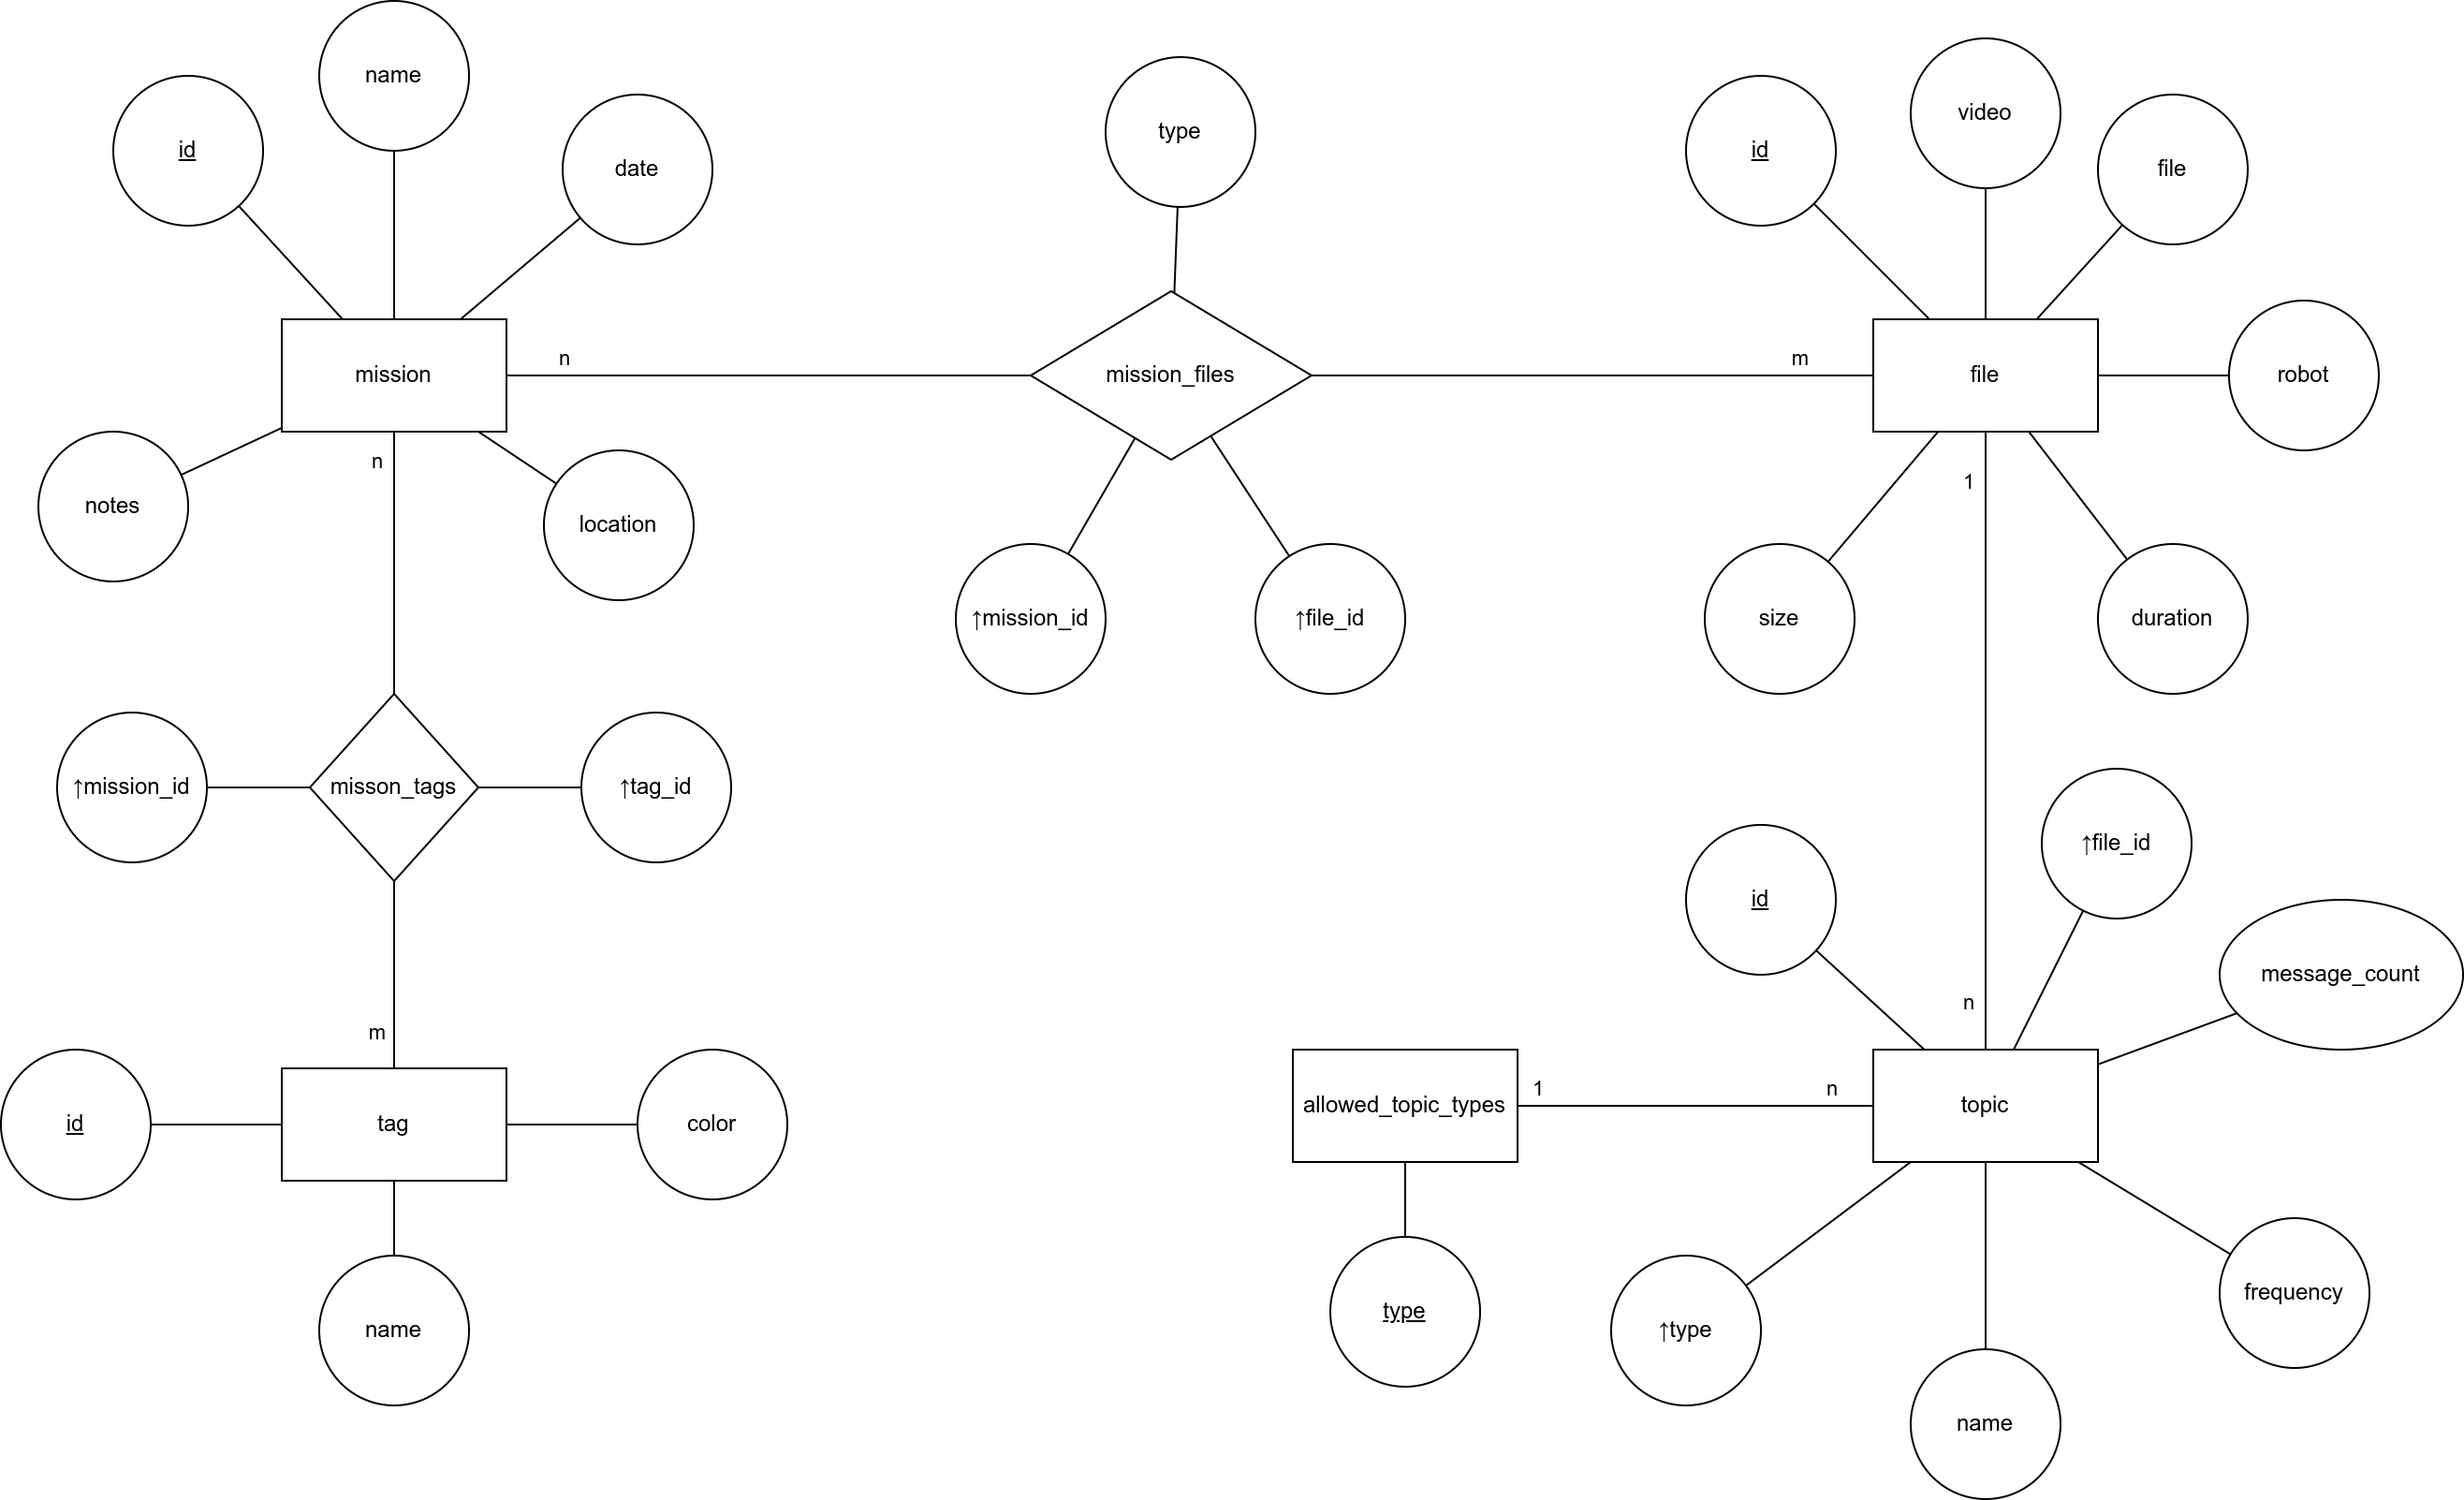 name
id
date
type
video
id
file
n
m
mission
mission_files
file
robot
n
1
notes
location
↑mission_id
↑file_id
size
duration
↑mission_id
misson_tags
↑tag_id
↑file_id
id
message_count
n
m
1
n
allowed_topic_types
topic
id
tag
color
type
frequency
name
↑type
name